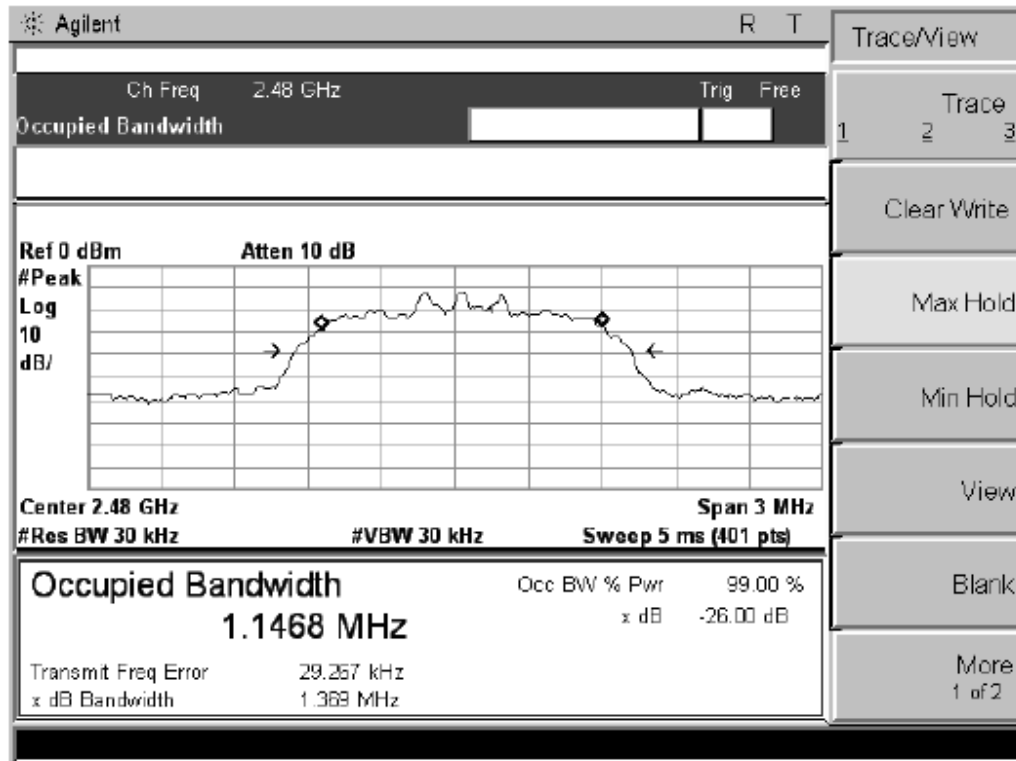 Agilent R T
Trace/View
Ch Freq 2.48 GHz Trig Free
Occupied Bandwidth
Trace
1 2 3
Clear Write
Max Hold
Min Hold
View
Blank
More
1 of 2
Ref 0 dBm Atten 10 dB
#Peak
Log
10
dB/
Center 2.48 GHz Span 3 MHz
#Res BW 30 kHz #VBW 30 kHz Sweep 5 ms (401 pts)
Occupied Bandwidth
1.1468 MHz
Occ BW % Pwr 99.00 %
x dB -26.00 dB
Transmit Freq Error 29.267 kHz
x dB Bandwidth 1.369 MHz